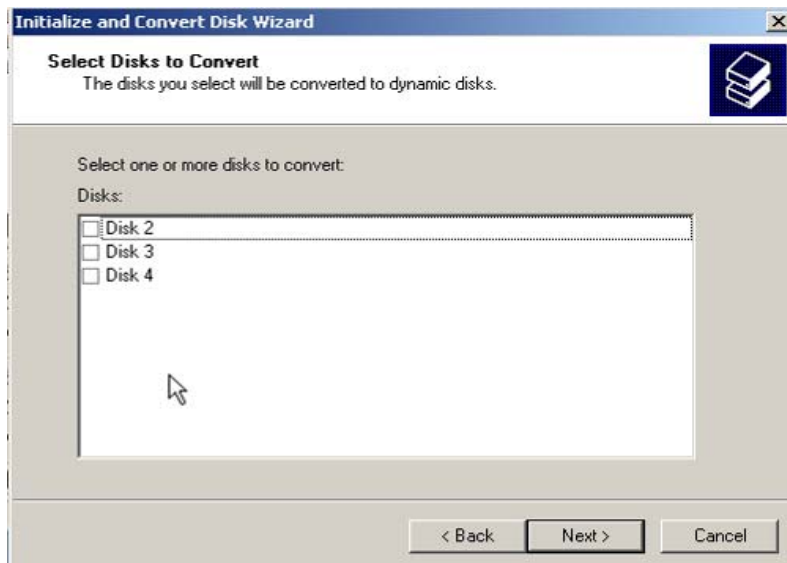 Initialize and Convert Disk Wizard
Select Disks to Convert
The disks you select will be converted to dynamic disks.
Select one or more disks to convert:
Disks:
Disk 2
Disk 3
Disk 4
< Back
Next >
Cancel